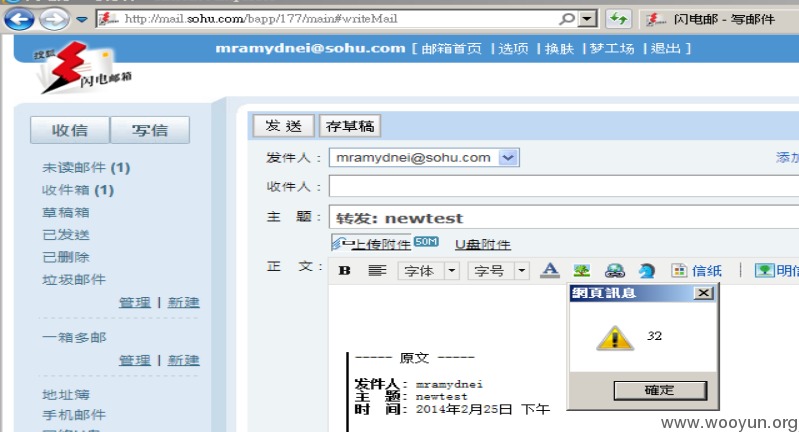 http://mail.sohu.com/bapp/177/main#writeMail
闪电邮 - 写邮件
搜狐
闪电邮箱
mramydnei@sohu.com [ 邮箱首页 | 选项 | 换肤 | 梦工场 | 退出 ]
收信 写信
发 送 存草稿
未读邮件 (1)
收件箱 (1)
草稿箱
已发送
已删除
垃圾邮件
管理 | 新建
一箱多邮
管理 | 新建
地址簿
手机邮件
发件人： mramydnei@sohu.com
添加
收件人：
主 题： 转发: newtest
上传附件 50M U盘附件
正 文： B 字体 字号 A 信纸 | 明信
網頁訊息
32
確定
----- 原文 -----
发件人: mramydnei
主 题: newtest
时 间: 2014年2月25日 下午
www.wooyun.org